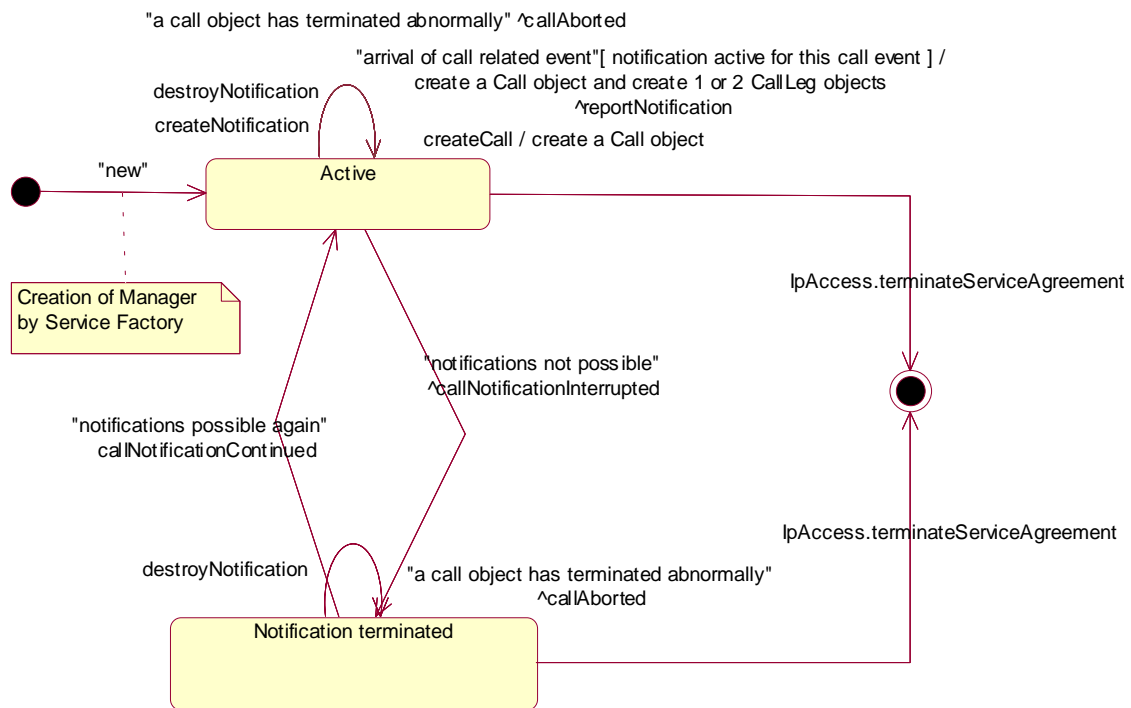 "a call object has terminated abnormally" ^callAborted
"arrival of call related event"[ notification active for this call event ] /
create a Call object and create 1 or 2 CallLeg objects
^reportNotification
destroyNotification
createNotification
createCall / create a Call object
"new"
Active
IpAccess.terminateServiceAgreement
Creation of Manager
by Service Factory
"notifications not possible"
^callNotificationInterrupted
"notifications possible again"
callNotificationContinued
IpAccess.terminateServiceAgreement
destroyNotification
"a call object has terminated abnormally"
^callAborted
Notification terminated